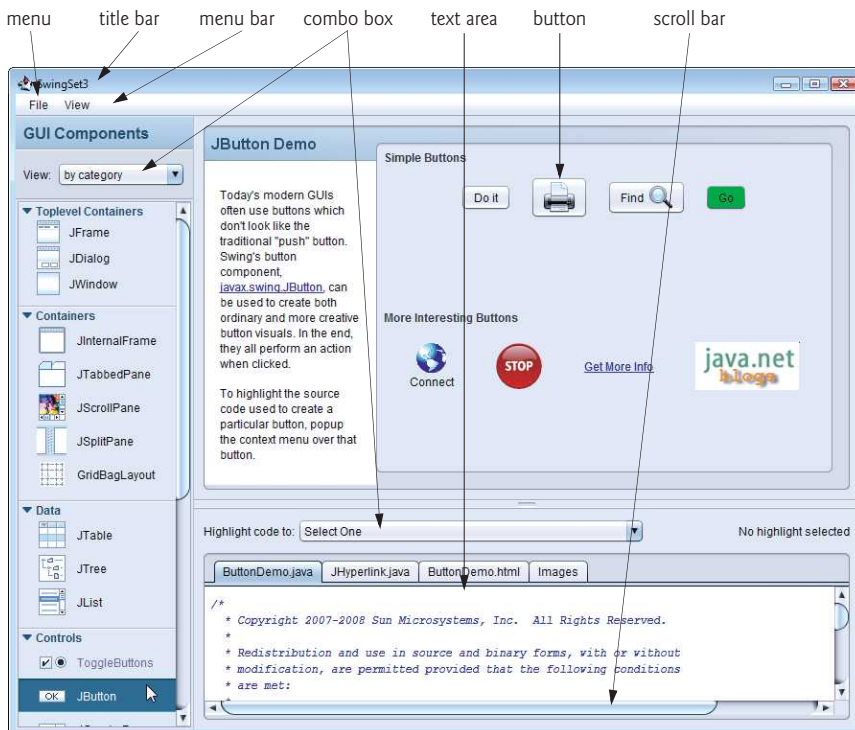 menu title bar menu bar combo box text area button scroll bar
SwingSet3
File View
GUI Components
View: by category
Toplevel Containers
JFrame
JDialog
JWindow
Containers
JInternalFrame
JTabbedPane
JScrollPane
JSplitPane
GridBagLayout
Data
JTable
JTree
JList
Controls
ToggleButtons
OK JButton
JButton Demo
Today's modern GUIs
often use buttons which
don't look like the
traditional "push" button.
Swing's button
component,
javax.swing.JButton, can
be used to create both
ordinary and more creative
button visuals. In the end,
they all perform an action
when clicked.
To highlight the source
code used to create a
particular button, popup
the context menu over that
button.
Simple Buttons
Do it Find Go
More Interesting Buttons
Connect
STOP
Get More Info
java.net
blogs
Highlight code to: Select One No highlight selected
ButtonDemo.java JHyperlink.java ButtonDemo.html Images
/*
* Copyright 2007-2008 Sun Microsystems, Inc. All Rights Reserved.
*
* Redistribution and use in source and binary forms, with or without
* modification, are permitted provided that the following conditions
* are met:
*